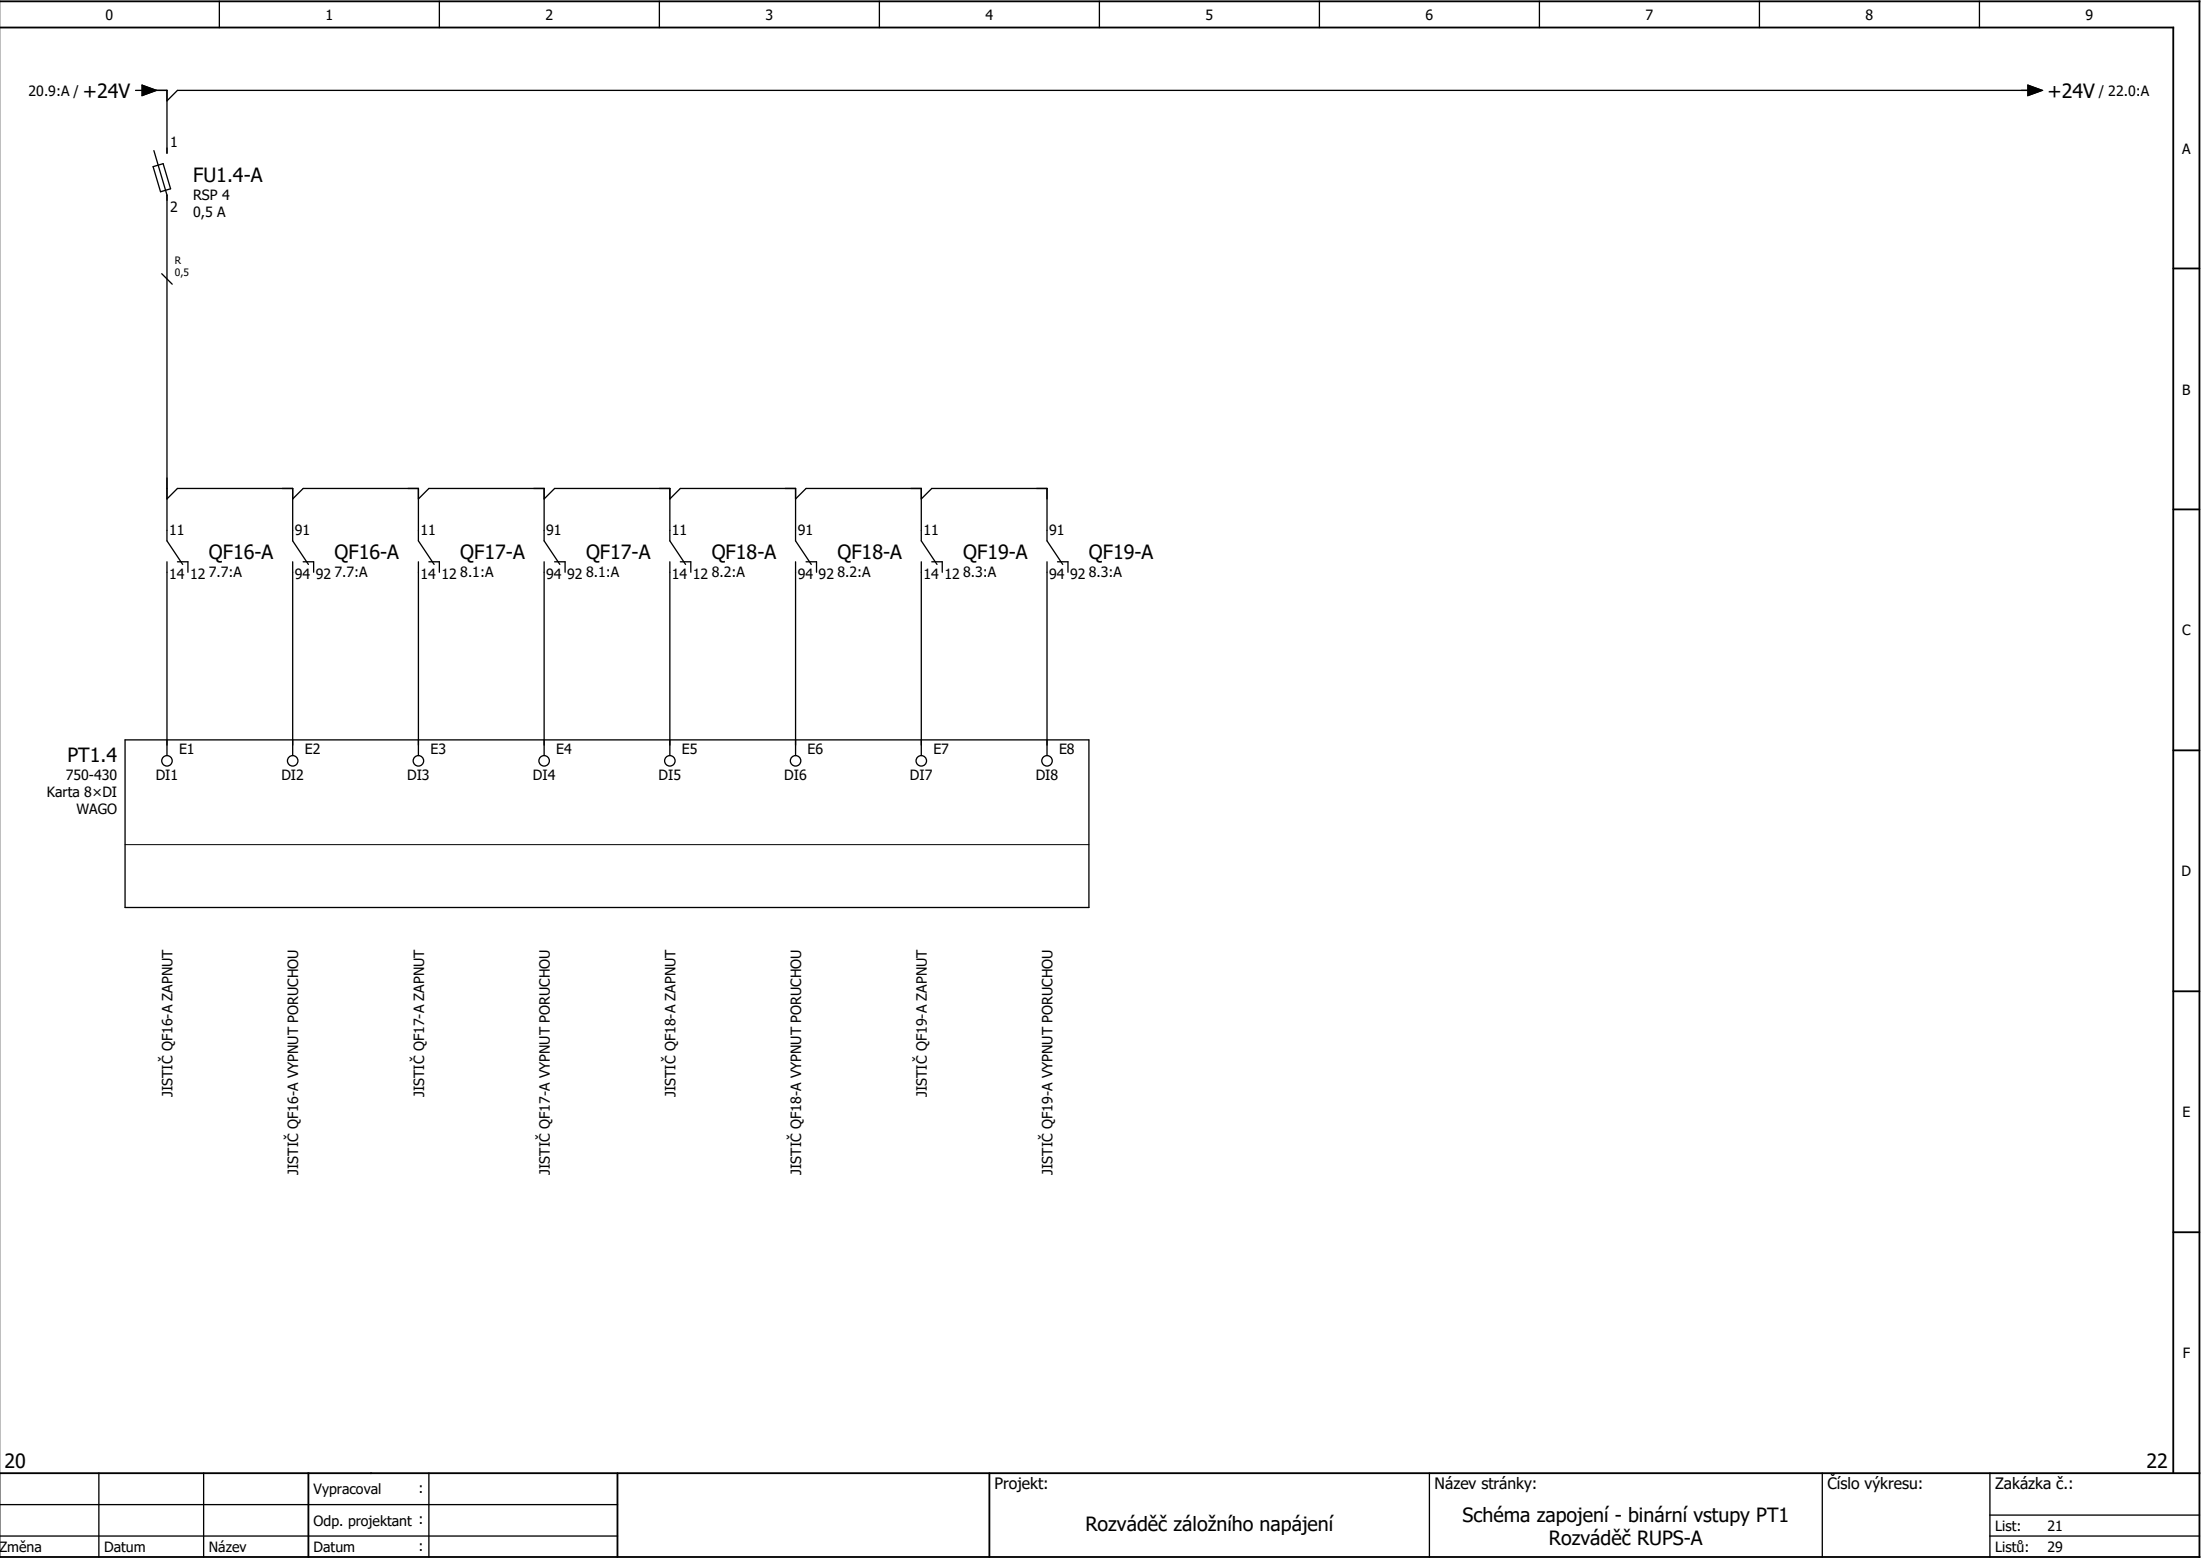 0 1 2 3 4 5 6 7 8 9
20.9:A / +24V
+24V / 22.0:A
A
1
FU1.4-A
RSP 4
2
0,5 A
R
0,5
B
11 91 11 91 11 91 11 91
QF16-A QF16-A QF17-A QF17-A QF18-A QF18-A QF19-A QF19-A
14 12 7.7:A 94 92 7.7:A 14 12 8.1:A 94 92 8.1:A 14 12 8.2:A 94 92 8.2:A 14 12 8.3:A 94 92 8.3:A
C
PT1.4
750-430
Karta 8×DI
WAGO
E1 E2 E3 E4 E5 E6 E7 E8
DI1 DI2 DI3 DI4 DI5 DI6 DI7 DI8
D
JISTIČ QF16-A ZAPNUT
JISTIČ QF16-A VYPNUT PORUCHOU
JISTIČ QF17-A ZAPNUT
JISTIČ QF17-A VYPNUT PORUCHOU
JISTIČ QF18-A ZAPNUT
JISTIČ QF18-A VYPNUT PORUCHOU
JISTIČ QF19-A ZAPNUT
JISTIČ QF19-A VYPNUT PORUCHOU
E
F
20
22
Vypracoval :
Odp. projektant :
Změna Datum Název Datum :
Projekt:
Rozváděč záložního napájení
Název stránky:
Schéma zapojení - binární vstupy PT1
Rozváděč RUPS-A
Číslo výkresu:
Zakázka č.:
List: 21
Listů: 29